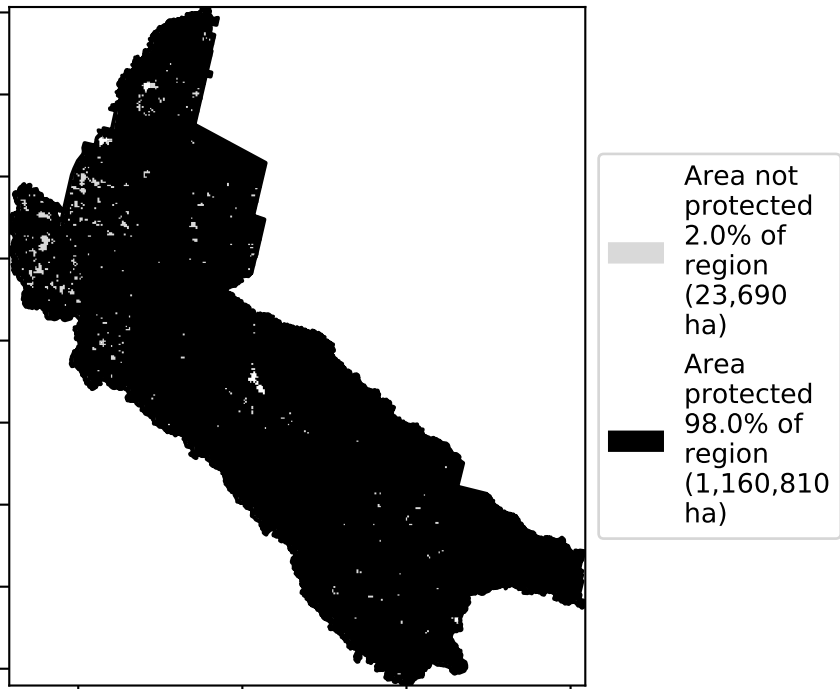 Area not
protected
2.0% of
region
(23,690
ha)
Area
protected
98.0% of
region
(1,160,810
ha)